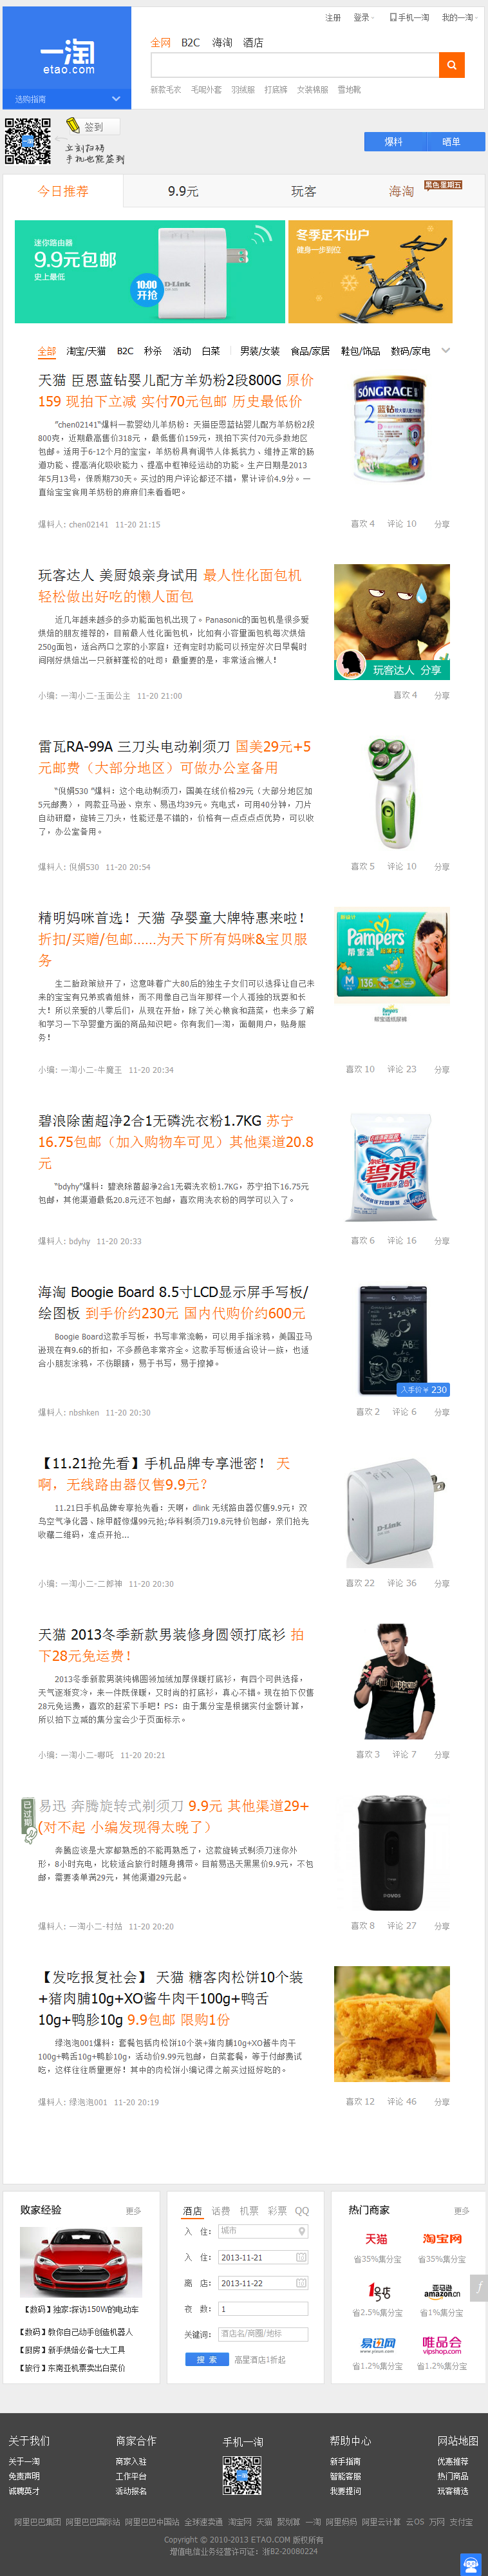 注册 登录 手机一淘 我的一淘
一淘
etao.com
选购指南
全网 B2C 海淘 酒店
新款毛衣 毛呢外套 羽绒服 打底裤 女装棉服 雪地靴
签到
立刻扫码
手机也能签到
爆料 晒单
今日推荐 9.9元 玩客 海淘 黑色星期五
迷你路由器
9.9元包邮
史上最低
10:00
开抢
D-Link
冬季足不出户
健身一步到位
全部 淘宝/天猫 B2C 秒杀 活动 白菜 男装/女装 食品/家居 鞋包/饰品 数码/家电
天猫 臣恩蓝钻婴儿配方羊奶粉2段800G 原价
159 现拍下立减 实付70元包邮 历史最低价
"chen02141"爆料一款婴幼儿羊奶粉：天猫臣恩蓝钻婴儿配方羊奶粉2段
800克，近期最高售价318元，最低售价159元，现拍下实付70元多数地区
包邮。适用于6-12个月的宝宝，羊奶粉具有调节人体抵抗力、维持正常的肠
道功能、提高消化吸收能力、提高中枢神经运动的功能。生产日期是2013
年5月13号，保质期730天。买过的用户评论都还不错，累计评价4.9分。一
直给宝宝食用羊奶粉的麻麻们来看看吧。
爆料人: chen02141 11-20 21:15
喜欢 4 评论 10 分享
SÓNGRACE
2 蓝钻
玩客达人 美厨娘亲身试用 最人性化面包机
轻松做出好吃的懒人面包
近几年越来越多的多功能面包机出现了。Panasonic的面包机是很多爱
烘焙的朋友推荐的，目前最人性化面包机，比如有小容量面包机每次烘焙
250g面包，适合两口之家的小家庭！还有定时功能可以预定好次日早餐时
间刚好烘焙出一只新鲜蓬松的吐司！最重要的是，非常适合懒人！
小编: 一淘小二-玉面公主 11-20 21:00
玩客达人 分享
喜欢 4 分享
雷瓦RA-99A 三刀头电动剃须刀 国美29元+5
元邮费（大部分地区）可做办公室备用
"倪炯530 "爆料：这个电动剃须刀，国美在线价格29元（大部分地区加
5元邮费），同款亚马逊、京东、易迅均39元。充电式，可用40分钟，刀片
自动研磨，旋转三刀头，性能还是不错的，价格有一点点点点优势，可以收
了，办公室备用。
爆料人: 倪炯530 11-20 20:54
喜欢 5 评论 10 分享
精明妈咪首选！天猫 孕婴童大牌特惠来啦！
折扣/买赠/包邮……为天下所有妈咪&宝贝服
务
生二胎政策放开了，这意味着广大80后的独生子女们可以选择让自己未
来的宝宝有兄弟或者姐妹，而不用像自己当年那样一个人孤独的玩耍和长
大！所以亲爱的八零后们，从现在开始，除了关心粮食和蔬菜，也来多了解
和学习一下孕婴童方面的商品知识吧。你有我们一淘，面朝用户，贴身服
务！
小编: 一淘小二-牛魔王 11-20 20:34
Pampers
帮宝适
M 136
帮宝适纸尿裤
喜欢 10 评论 23 分享
碧浪除菌超净2合1无磷洗衣粉1.7KG 苏宁
16.75包邮（加入购物车可见）其他渠道20.8
元
"bdyhy"爆料：碧浪除菌超净2合1无磷洗衣粉1.7KG，苏宁拍下16.75元
包邮，其他渠道最低20.8元还不包邮，喜欢用洗衣粉的同学可以入了。
爆料人: bdyhy 11-20 20:33
碧浪
喜欢 6 评论 16 分享
海淘 Boogie Board 8.5寸LCD显示屏手写板/
绘图板 到手价约230元 国内代购价约600元
Boogie Board这款手写板，书写非常流畅，可以用手指涂鸦，美国亚马
逊现在有9.6的折扣，不多颜色非常齐全。这款手写板适合设计一族，也适
合小朋友涂鸦，不伤眼睛，易于书写，易于擦掉。
爆料人: nbshken 11-20 20:30
入手价￥230
喜欢 2 评论 6 分享
【11.21抢先看】手机品牌专享泄密！ 天
啊，无线路由器仅售9.9元？
11.21日手机品牌专享抢先看：天啊，dlink 无线路由器仅售9.9元；双
鸟空气净化器、除甲醛惊爆99元抢;华科剃须刀19.8元特价包邮，亲们抢先
收藏二维码，准点开抢...
小编: 一淘小二-二郎神 11-20 20:30
D-Link
喜欢 22 评论 36 分享
天猫 2013冬季新款男装修身圆领打底衫 拍
下28元免运费！
2013冬季新款男装纯棉圆领加绒加厚保暖打底衫，有四个可供选择，
天气逐渐变冷，来一件既保暖，又时尚的打底衫，真心不错。现在拍下仅售
28元免运费，喜欢的赶紧下手吧！PS：由于集分宝是根据实付金额计算，
所以拍下立减的集分宝会少于页面标示。
小编: 一淘小二-哪吒 11-20 20:21
喜欢 3 评论 7 分享
已过期
易迅 奔腾旋转式剃须刀 9.9元 其他渠道29+
(对不起 小编发现得太晚了）
奔腾应该是大家都熟悉的不能再熟悉了，这款旋转式剃须刀迷你外
形，8小时充电，比较适合旅行时随身携带。目前易迅天黑黑价9.9元，不包
邮，需要凑单满29元，其他渠道29元起。
爆料人: 一淘小二-村姑 11-20 20:20
POVOS
喜欢 8 评论 27 分享
【发吃报复社会】 天猫 糖客肉松饼10个装
+猪肉脯10g+XO酱牛肉干100g+鸭舌
10g+鸭胗10g 9.9包邮 限购1份
绿泡泡001爆料：套餐包括肉松饼10个装+猪肉脯10g+XO酱牛肉干
100g+鸭舌10g+鸭胗10g，活动价9.99元包邮，白菜套餐，等于付邮费试
吃，这样往往质量更好！其中的肉松饼小编记得之前买过挺好吃的。
爆料人: 绿泡泡001 11-20 20:19
喜欢 12 评论 46 分享
败家经验 更多
【数码】独家:探访150W的电动车
【数码】教你自己动手创造机器人
【厨房】新手烘焙必备七大工具
【旅行】东南亚机票卖出白菜价
酒店 话费 机票 彩票 QQ
入 住: 城市
入 住: 2013-11-21
离 店: 2013-11-22
夜 数: 1
关键词: 酒店名/商圈/地标
搜 索 高星酒店1折起
热门商家 更多
天猫 淘宝网
省35%集分宝 省35%集分宝
1号店 亚马逊 amazon.cn
省2.5%集分宝 省1%集分宝
易迅网 www.yixun.com 唯品会 vipshop.com
省1.2%集分宝 省1.2%集分宝
关于我们 商家合作 手机一淘 帮助中心 网站地图
关于一淘 商家入驻 新手指南 优惠推荐
免责声明 工作平台 智能客服 热门商品
诚聘英才 活动报名 我要提问 玩客精选
阿里巴巴集团 阿里巴巴国际站 阿里巴巴中国站 全球速卖通 淘宝网 天猫 聚划算 一淘 阿里妈妈 阿里云计算 云OS 万网 支付宝
Copyright © 2010-2013 ETAO.COM 版权所有
增值电信业务经营许可证：浙B2-20080224